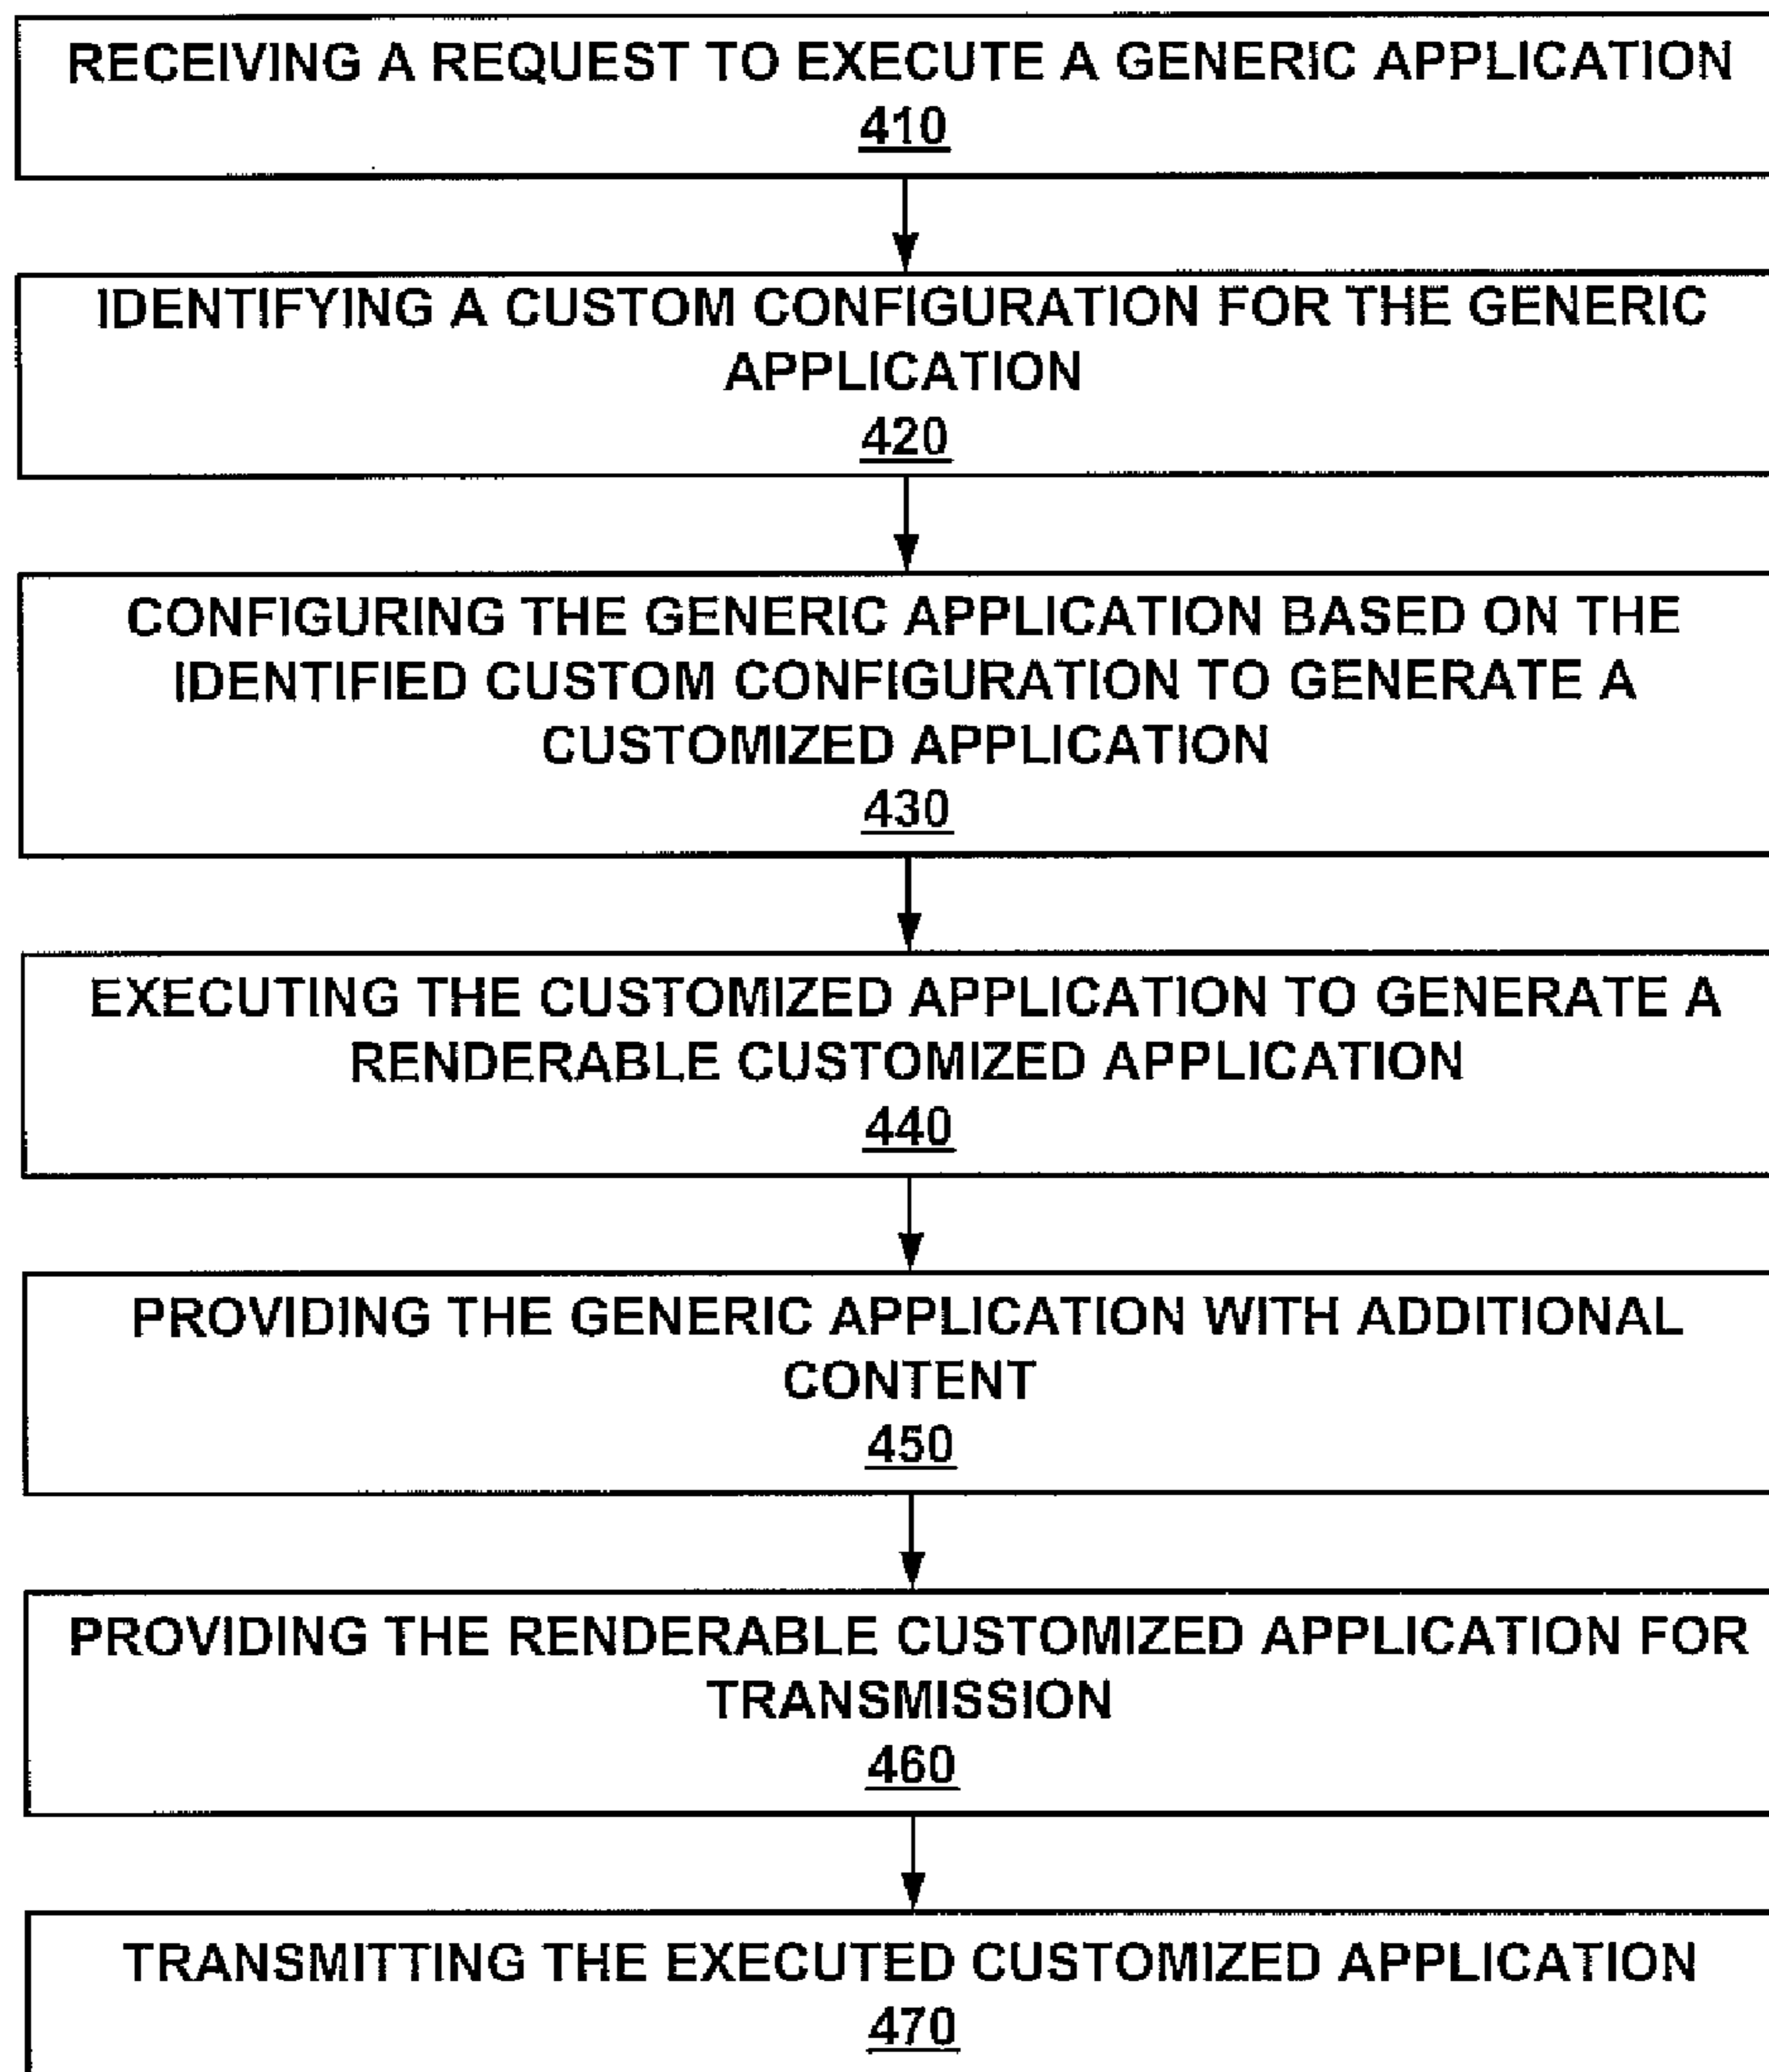 RECEIVING A REQUEST TO EXECUTE A GENERIC APPLICATION
410
IDENTIFYING A CUSTOM CONFIGURATION FOR THE GENERIC
APPLICATION
420
CONFIGURING THE GENERIC APPLICATION BASED ON THE
IDENTIFIED CUSTOM CONFIGURATION TO GENERATE A
CUSTOMIZED APPLICATION
430
EXECUTING THE CUSTOMIZED APPLICATION TO GENERATE A
RENDERABLE CUSTOMIZED APPLICATION
440
PROVIDING THE GENERIC APPLICATION WITH ADDITIONAL
CONTENT
450
PROVIDING THE RENDERABLE CUSTOMIZED APPLICATION FOR
TRANSMISSION
460
TRANSMITTING THE EXECUTED CUSTOMIZED APPLICATION
470